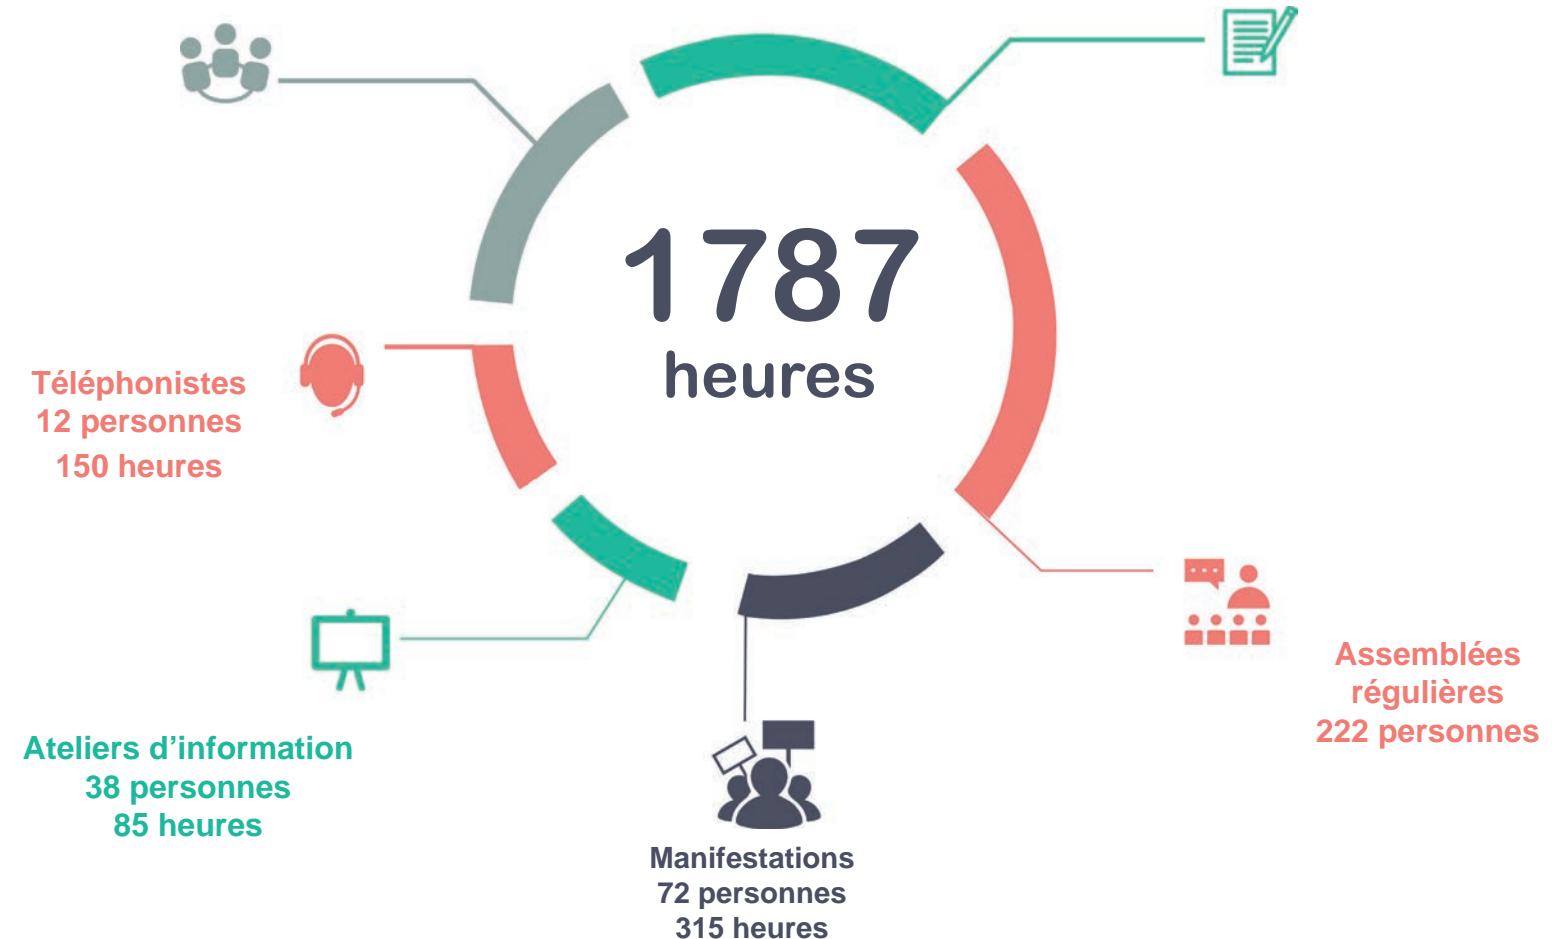 1787
heures
Téléphonistes
12 personnes
150 heures
Assemblées
régulières
222 personnes
Ateliers d’information
38 personnes
85 heures
Manifestations
72 personnes
315 heures